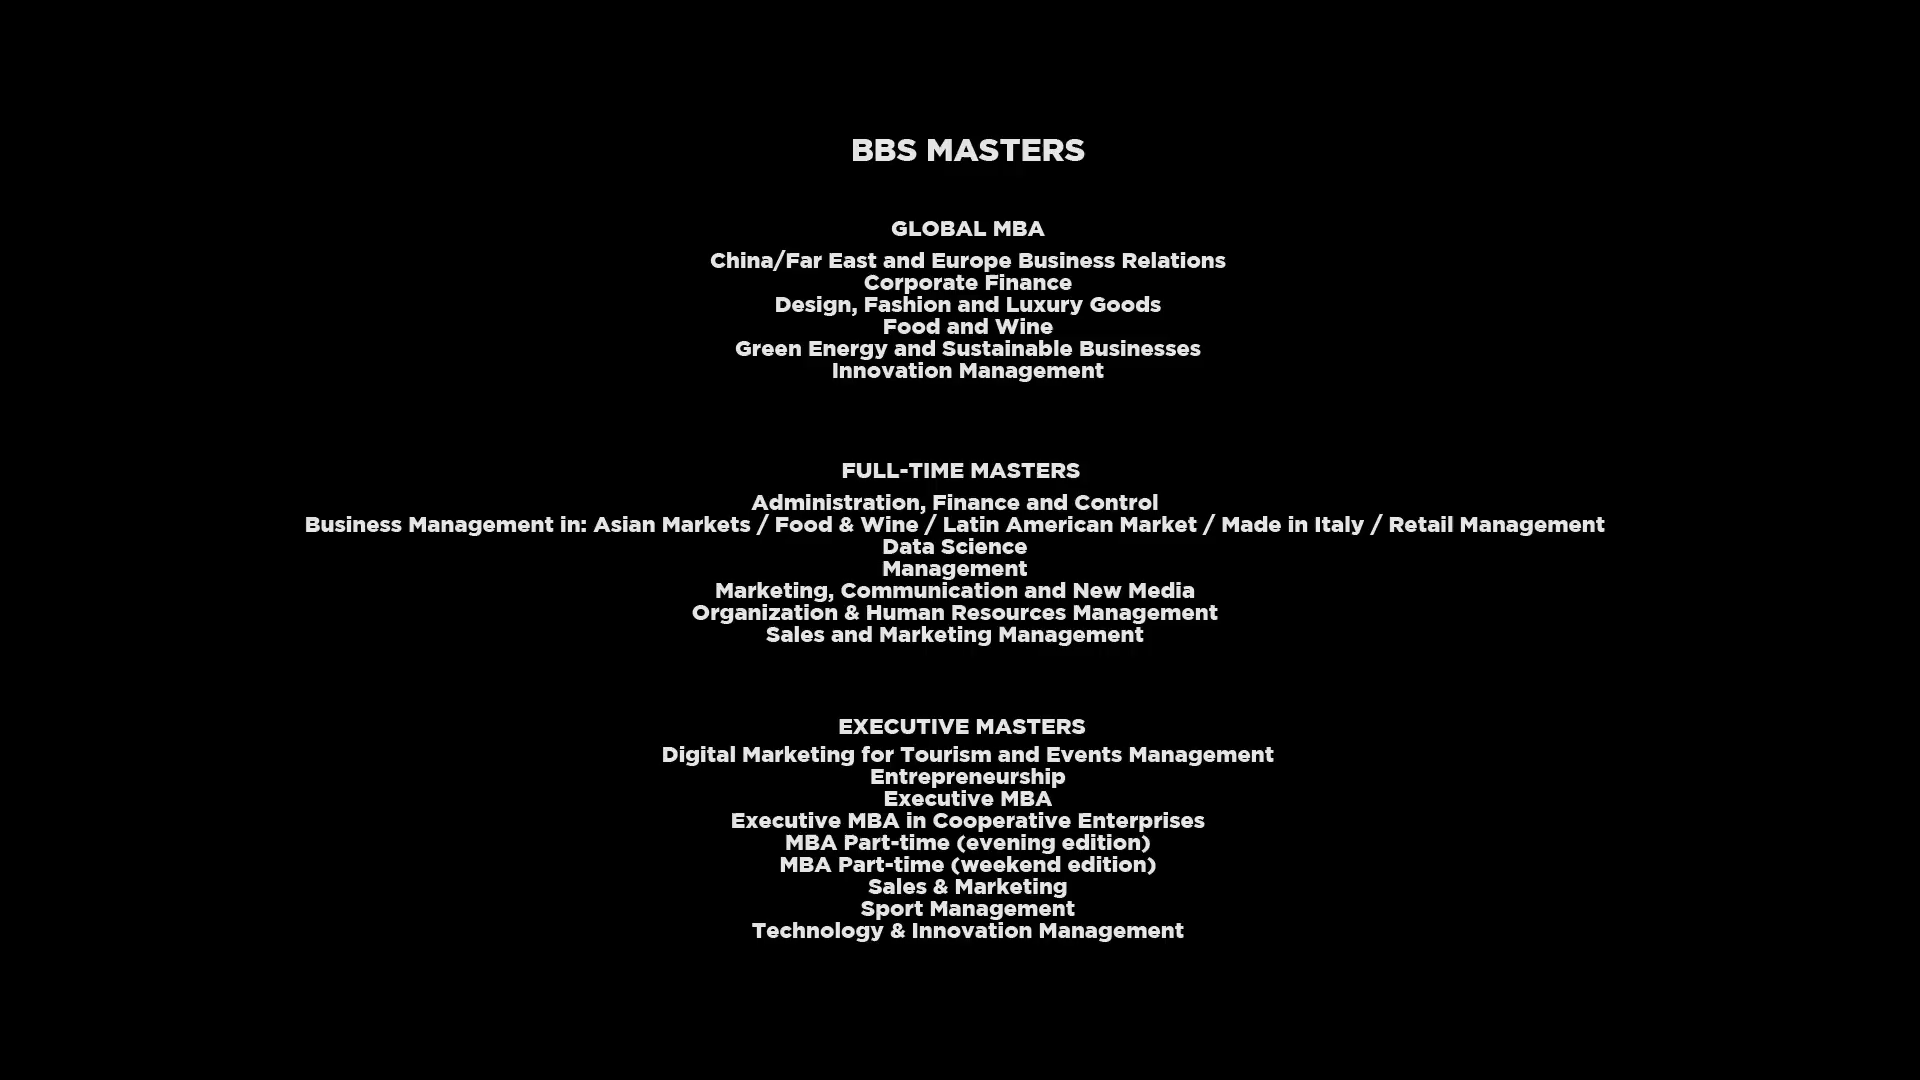 BBS MASTERS
GLOBAL MBA
China/Far East and Europe Business Relations
Corporate Finance
Design, Fashion and Luxury Goods
Food and Wine
Green Energy and Sustainable Businesses
Innovation Management
FULL-TIME MASTERS
Administration, Finance and Control
Business Management in: Asian Markets / Food & Wine / Latin American Market / Made in Italy / Retail Management
Data Science
Management
Marketing, Communication and New Media
Organization & Human Resources Management
Sales and Marketing Management
EXECUTIVE MASTERS
Digital Marketing for Tourism and Events Management
Entrepreneurship
Executive MBA
Executive MBA in Cooperative Enterprises
MBA Part-time (evening edition)
MBA Part-time (weekend edition)
Sales & Marketing
Sport Management
Technology & Innovation Management